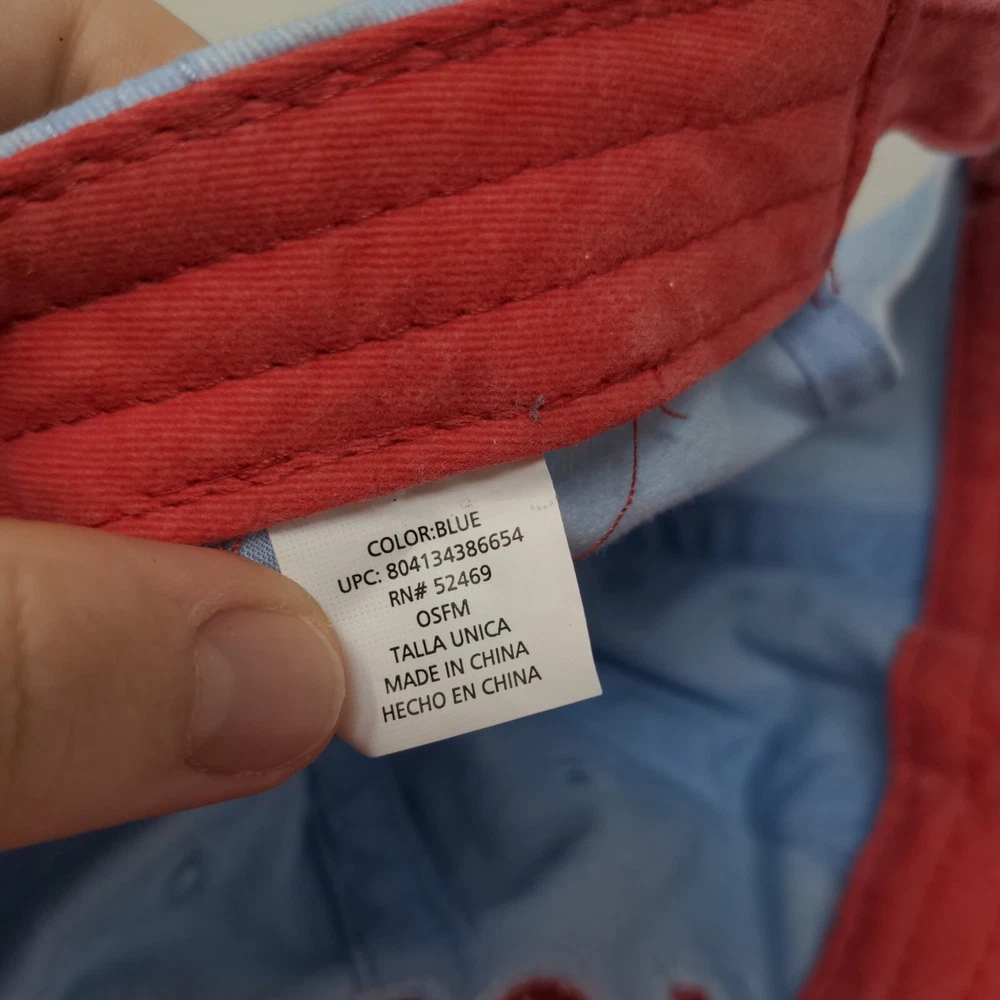 COLOR:BLUE
UPC: 804134386654
RN# 52469
OSFM
TALLA UNICA
MADE IN CHINA
HECHO EN CHINA